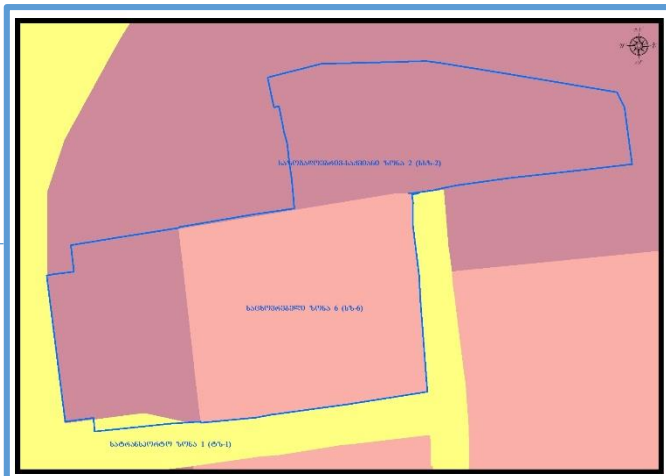 საზოგადოებრივ-საქმიანი ზონა 2 (სსზ-2)
საცხოვრებელი ზონა 6 (სზ-6)
სატრანსპორტო ზონა 1 (ტზ-1)